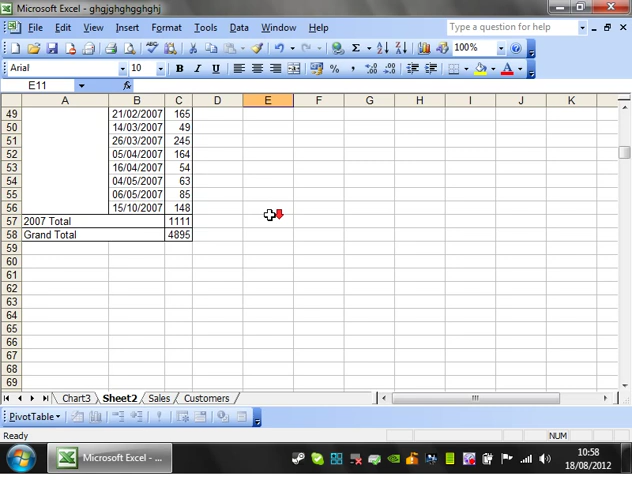 Microsoft Excel - ghgjghghgghghj
File Edit View Insert Format Tools Data Window Help Type a question for help
100%
Arial 10 B I U
E11 fx
A B C D E F G H I J K
49 21/02/2007 165
50 14/03/2007 49
51 26/03/2007 245
52 05/04/2007 164
53 16/04/2007 54
54 04/05/2007 63
55 06/05/2007 85
56 15/10/2007 148
57 2007 Total 1111
58 Grand Total 4895
59
60
61
62
63
64
65
66
67
68
69
Chart3 Sheet2 Sales Customers
PivotTable
Ready NUM
Microsoft Excel - ... 10:58
18/08/2012